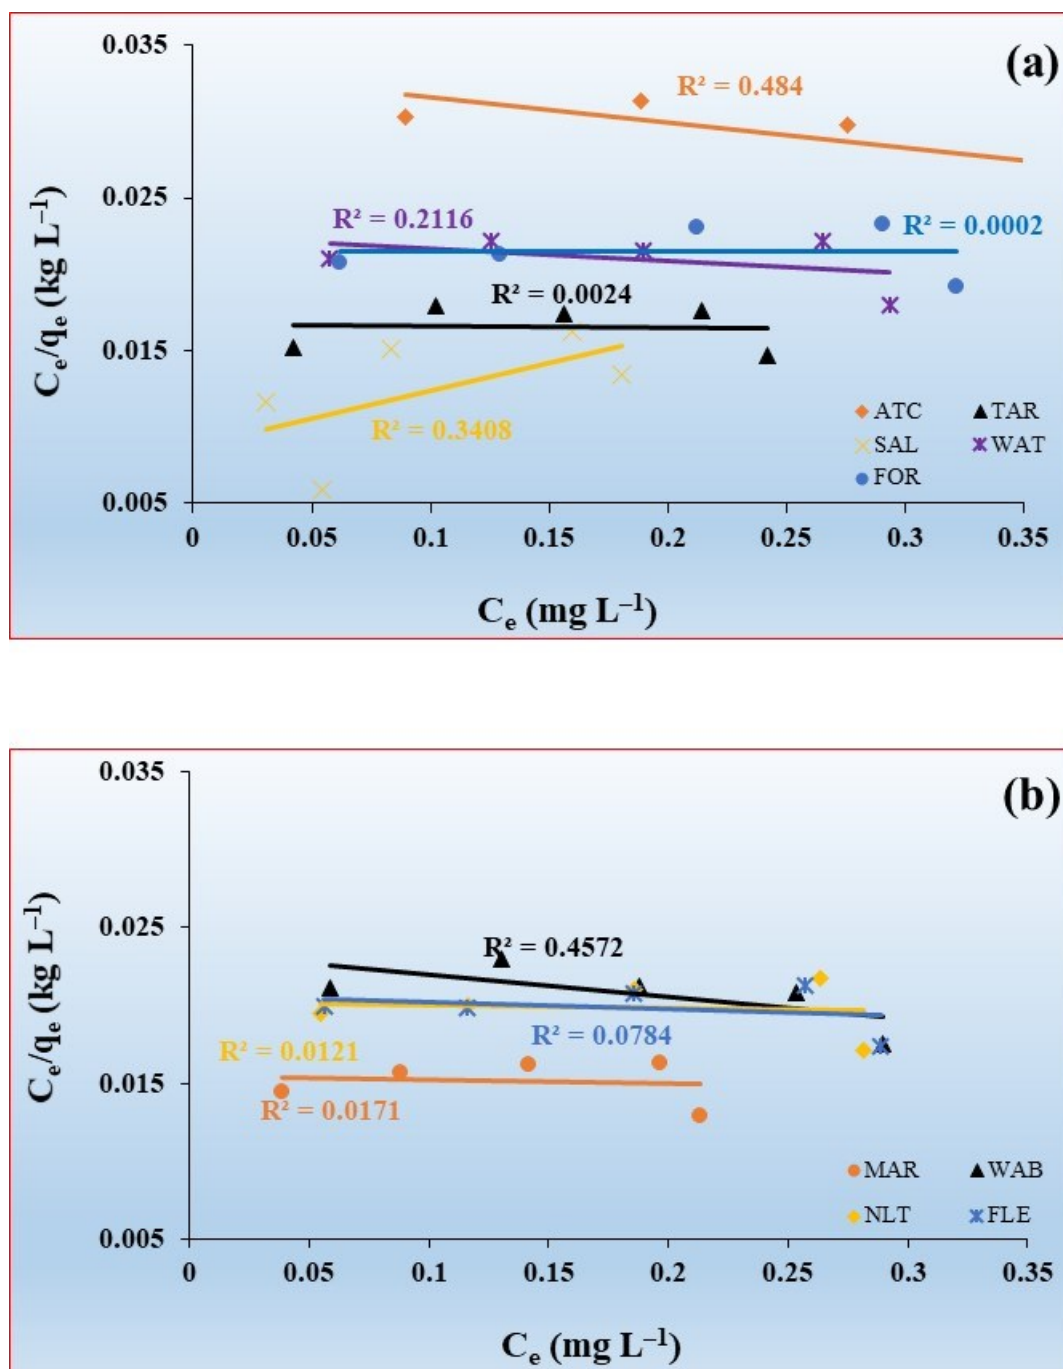 (a)
0.035
0.025
0.015
0.005
Cₑ/qₑ (kg L⁻¹)
R² = 0.484
R² = 0.2116
R² = 0.0002
R² = 0.0024
R² = 0.3408
ATC TAR
SAL WAT
FOR
0 0.05 0.1 0.15 0.2 0.25 0.3 0.35
Cₑ (mg L⁻¹)
(b)
0.035
0.025
0.015
0.005
Cₑ/qₑ (kg L⁻¹)
R² = 0.4572
R² = 0.0784
R² = 0.0121
R² = 0.0171
MAR WAB
NLT FLE
0 0.05 0.1 0.15 0.2 0.25 0.3 0.35
Cₑ (mg L⁻¹)